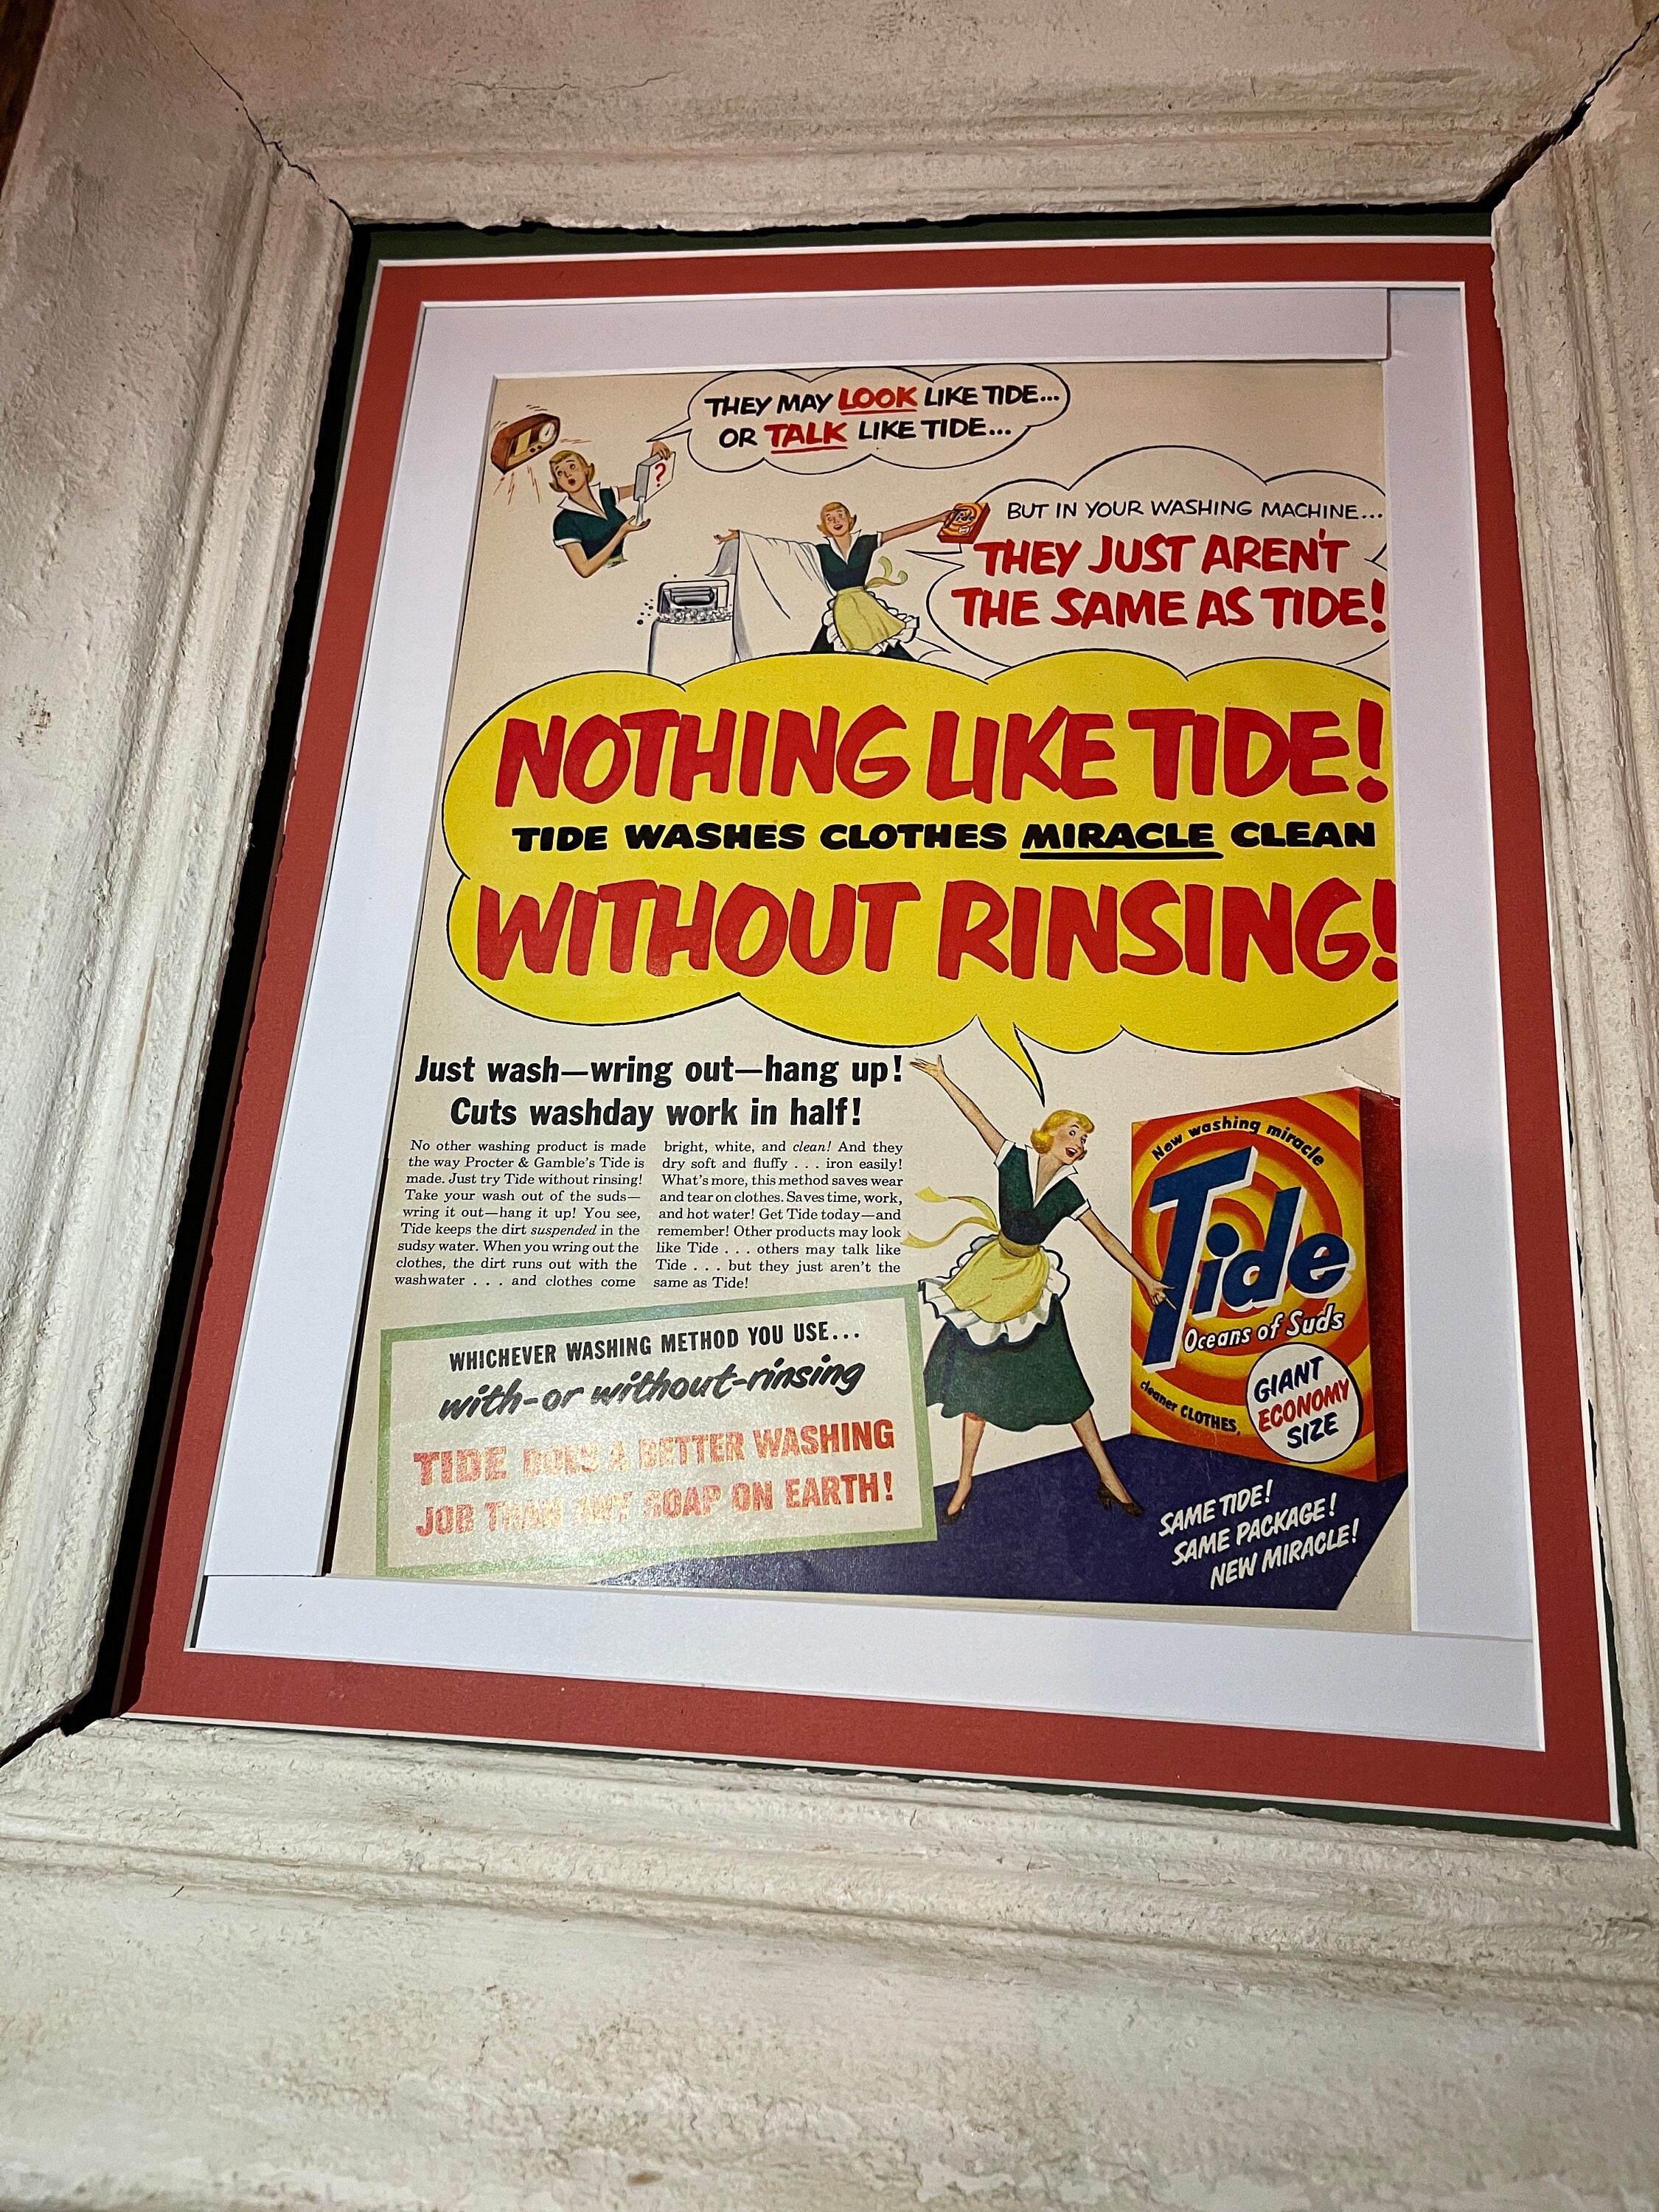 THEY MAY LOOK LIKE TIDE...
OR TALK LIKE TIDE...
?
Tide
BUT IN YOUR WASHING MACHINE...
THEY JUST AREN'T
THE SAME AS TIDE!
NOTHING LIKE TIDE!
TIDE WASHES CLOTHES MIRACLE CLEAN
WITHOUT RINSING!
Just wash—wring out—hang up!
Cuts washday work in half!
No other washing product is made
the way Procter & Gamble's Tide is
made. Just try Tide without rinsing!
Take your wash out of the suds—
wring it out—hang it up! You see,
Tide keeps the dirt suspended in the
sudsy water. When you wring out the
clothes, the dirt runs out with the
washwater . . . and clothes come
bright, white, and clean! And they
dry soft and fluffy . . . iron easily!
What's more, this method saves wear
and tear on clothes. Saves time, work,
and hot water! Get Tide today—and
remember! Other products may look
like Tide . . . others may talk like
Tide . . . but they just aren't the
same as Tide!
WHICHEVER WASHING METHOD YOU USE...
with-or without-rinsing
TIDE DOES A BETTER WASHING
JOB THAN ANY SOAP ON EARTH!
New washing miracle
Tide
Oceans of Suds
cleaner CLOTHES,
GIANT
ECONOMY
SIZE
SAME TIDE!
SAME PACKAGE!
NEW MIRACLE!